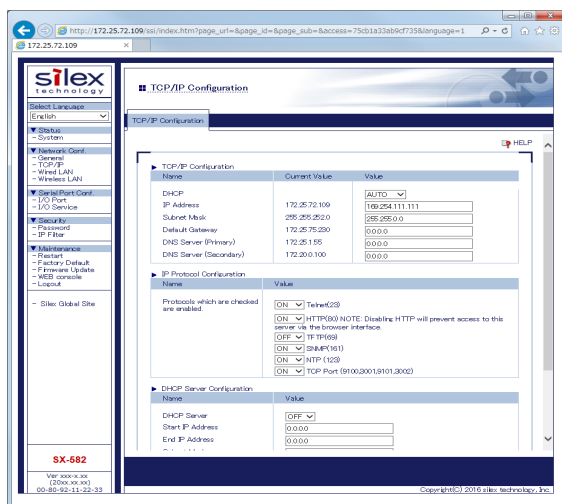 http://172.25.72.109/ssi/index.htm?page_url=&page_id=&page_sub=&access=75cb1a33ab9cf735&language=1
172.25.72.109
silex
technology
Select Language
English
▼ Status
- System
▼ Network Conf.
- General
- TCP/IP
- Wired LAN
- Wireless LAN
▼ Serial Port Conf.
- I/O Port
- I/O Service
▼ Security
- Password
- IP Filter
▼ Maintenance
- Restart
- Factory Default
- Firmware Update
- WEB console
- Logout
- Silex Global Site
SX-582
Ver xxx-x.xx
(20xx.xx.xx)
00-80-92-11-22-33
TCP/IP Configuration
TCP/IP Configuration
HELP
▶ TCP/IP Configuration
Name Current Value Value
DHCP AUTO
IP Address 172.25.72.109 169.254.111.111
Subnet Mask 255.255.252.0 255.255.0.0
Default Gateway 172.25.75.230 0.0.0.0
DNS Server (Primary) 172.25.1.55 0.0.0.0
DNS Server (Secondary) 172.20.0.100 0.0.0.0
▶ IP Protocol Configuration
Name Value
Protocols which are checked
are enabled.
ON Telnet(23)
ON HTTP(80) NOTE: Disabling HTTP will prevent access to this
server via the browser interface.
OFF TFTP(69)
ON SNMP(161)
ON NTP (123)
ON TCP Port (9100,3001,9101,3002)
▶ DHCP Server Configuration
Name Value
DHCP Server OFF
Start IP Address 0.0.0.0
End IP Address 0.0.0.0
Copyright(C) 2016 silex technology, Inc.